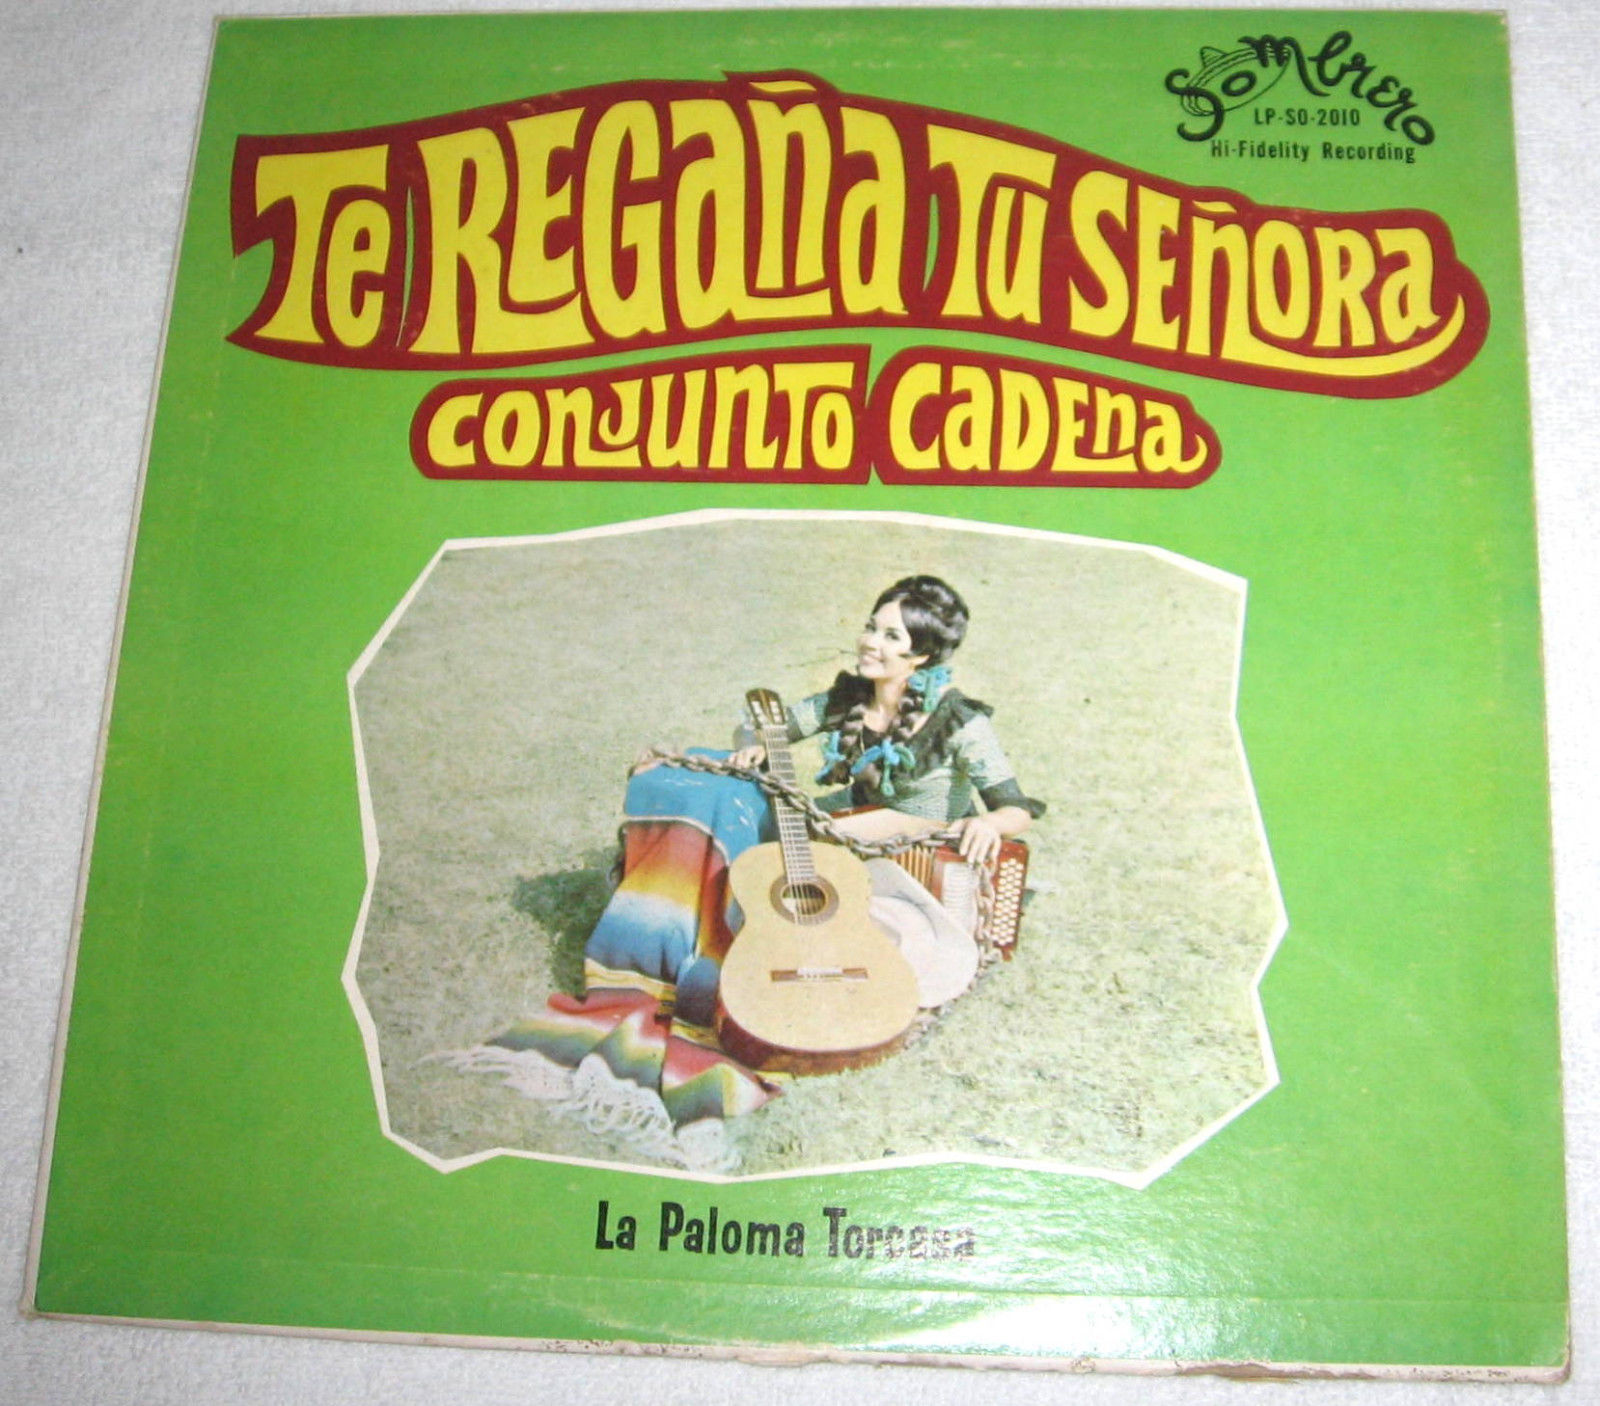 Sombrero
LP-SO-2010
Hi-Fidelity Recording
Te REGaña Tu SEñORa
conjunto cadena
La Paloma Torcasa